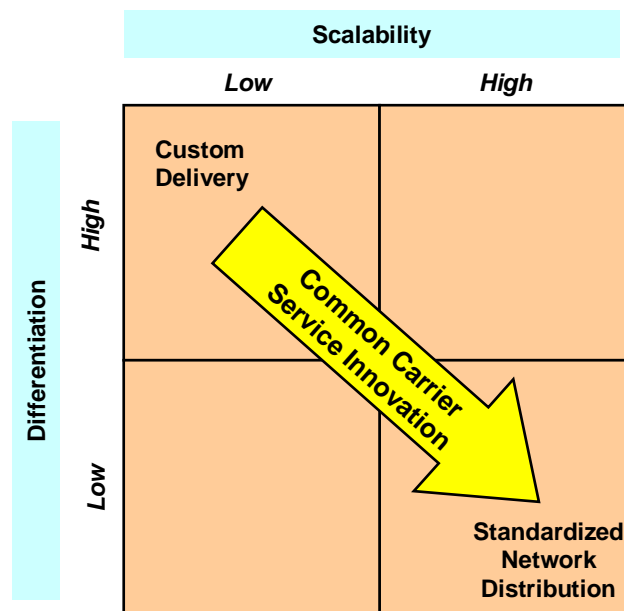 Scalability
Low
High
Differentiation
High
Low
Custom
Delivery
Common Carrier
Service Innovation
Standardized
Network
Distribution